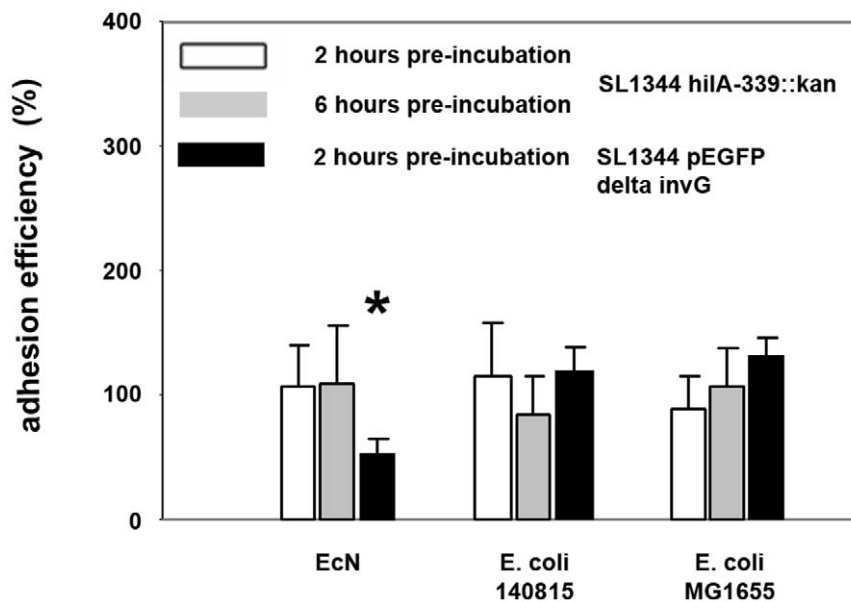 400
300
200
100
0
adhesion efficiency (%)
2 hours pre-incubation
6 hours pre-incubation
SL1344 hilA-339::kan
2 hours pre-incubation
SL1344 pEGFP
delta invG
*
EcN
E. coli
140815
E. coli
MG1655